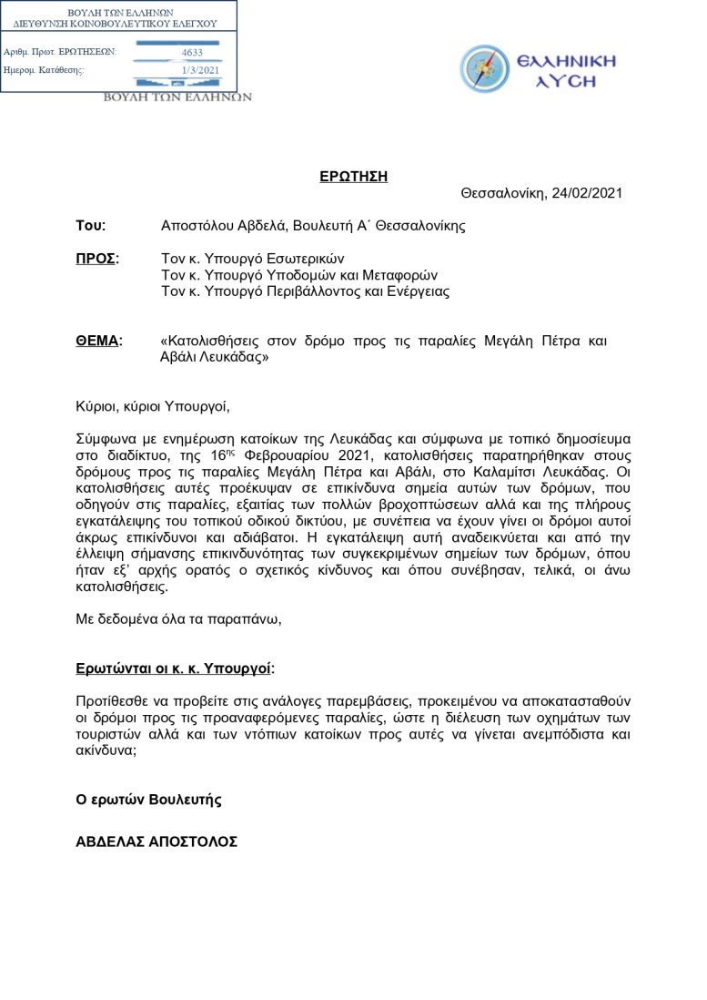 ΒΟΥΛΗ ΤΩΝ ΕΛΛΗΝΩΝ
ΔΙΕΥΘΥΝΣΗ ΚΟΙΝΟΒΟΥΛΕΥΤΙΚΟΥ ΕΛΕΓΧΟΥ
Αριθμ. Πρωτ. ΕΡΩΤΗΣΕΩΝ: 4633
Ημερομ. Κατάθεσης: 1/3/2021
ΒΟΥΛΗ ΤΩΝ ΕΛΛΗΝΩΝ
ΕΛΛΗΝΙΚΗ
ΛΥΣΗ
ΕΡΩΤΗΣΗ
Θεσσαλονίκη, 24/02/2021
Του: Αποστόλου Αβδελά, Βουλευτή Α΄ Θεσσαλονίκης
ΠΡΟΣ: Τον κ. Υπουργό Εσωτερικών
Τον κ. Υπουργό Υποδομών και Μεταφορών
Τον κ. Υπουργό Περιβάλλοντος και Ενέργειας
ΘΕΜΑ: «Κατολισθήσεις στον δρόμο προς τις παραλίες Μεγάλη Πέτρα και
Αβάλι Λευκάδας»
Κύριοι, κύριοι Υπουργοί,
Σύμφωνα με ενημέρωση κατοίκων της Λευκάδας και σύμφωνα με τοπικό δημοσίευμα
στο διαδίκτυο, της 16ης Φεβρουαρίου 2021, κατολισθήσεις παρατηρήθηκαν στους
δρόμους προς τις παραλίες Μεγάλη Πέτρα και Αβάλι, στο Καλαμίτσι Λευκάδας. Οι
κατολισθήσεις αυτές προέκυψαν σε επικίνδυνα σημεία αυτών των δρόμων, που
οδηγούν στις παραλίες, εξαιτίας των πολλών βροχοπτώσεων αλλά και της πλήρους
εγκατάλειψης του τοπικού οδικού δικτύου, με συνέπεια να έχουν γίνει οι δρόμοι αυτοί
άκρως επικίνδυνοι και αδιάβατοι. Η εγκατάλειψη αυτή αναδεικνύεται και από την
έλλειψη σήμανσης επικινδυνότητας των συγκεκριμένων σημείων των δρόμων, όπου
ήταν εξ’ αρχής ορατός ο σχετικός κίνδυνος και όπου συνέβησαν, τελικά, οι άνω
κατολισθήσεις.
Με δεδομένα όλα τα παραπάνω,
Ερωτώνται οι κ. κ. Υπουργοί:
Προτίθεσθε να προβείτε στις ανάλογες παρεμβάσεις, προκειμένου να αποκατασταθούν
οι δρόμοι προς τις προαναφερόμενες παραλίες, ώστε η διέλευση των οχημάτων των
τουριστών αλλά και των ντόπιων κατοίκων προς αυτές να γίνεται ανεμπόδιστα και
ακίνδυνα;
Ο ερωτών Βουλευτής
ΑΒΔΕΛΑΣ ΑΠΟΣΤΟΛΟΣ